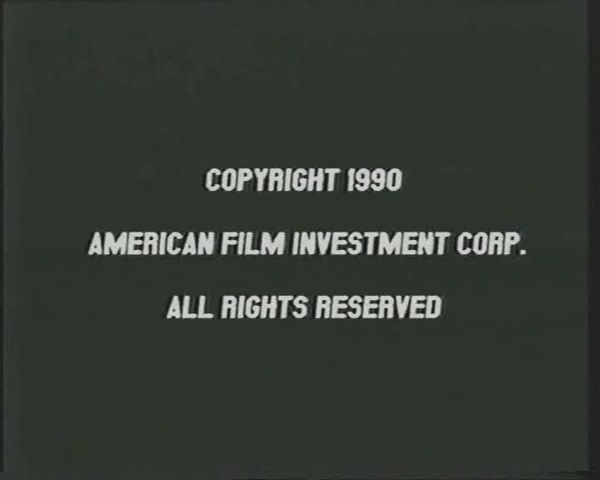 COPYRIGHT 1990
AMERICAN FILM INVESTMENT CORP.
ALL RIGHTS RESERVED